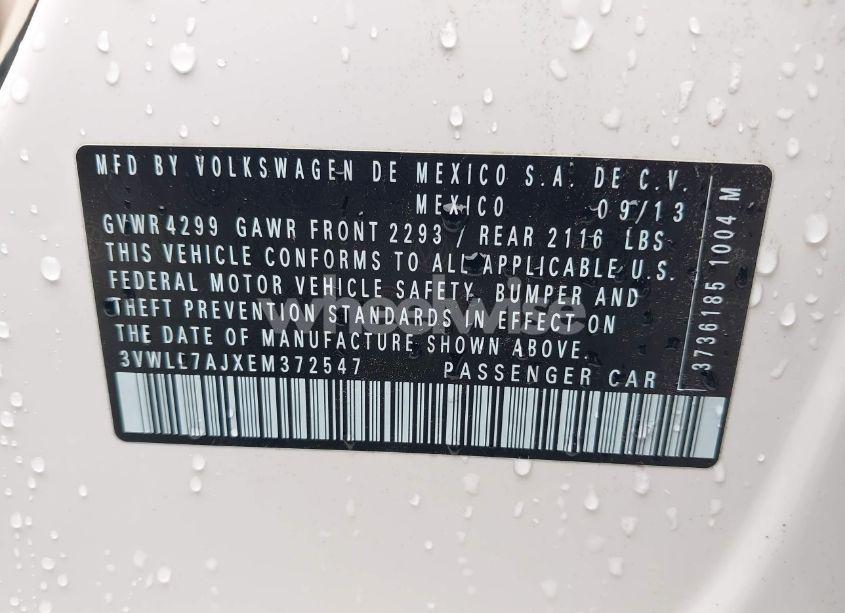 MFD BY VOLKSWAGEN DE MEXICO S.A. DE C.V.
MEXICO 09/13
GVWR 4299 GAWR FRONT 2293 / REAR 2116 LBS
THIS VEHICLE CONFORMS TO ALL APPLICABLE U.S.
FEDERAL MOTOR VEHICLE SAFETY, BUMPER AND
THEFT PREVENTION STANDARDS IN EFFECT ON
THE DATE OF MANUFACTURE SHOWN ABOVE.
PASSENGER CAR
3736185 1004 M